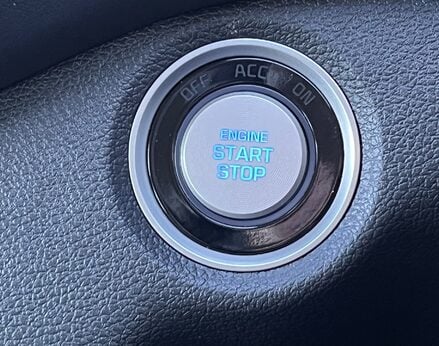 OFF ACC ON
ENGINE
START
STOP